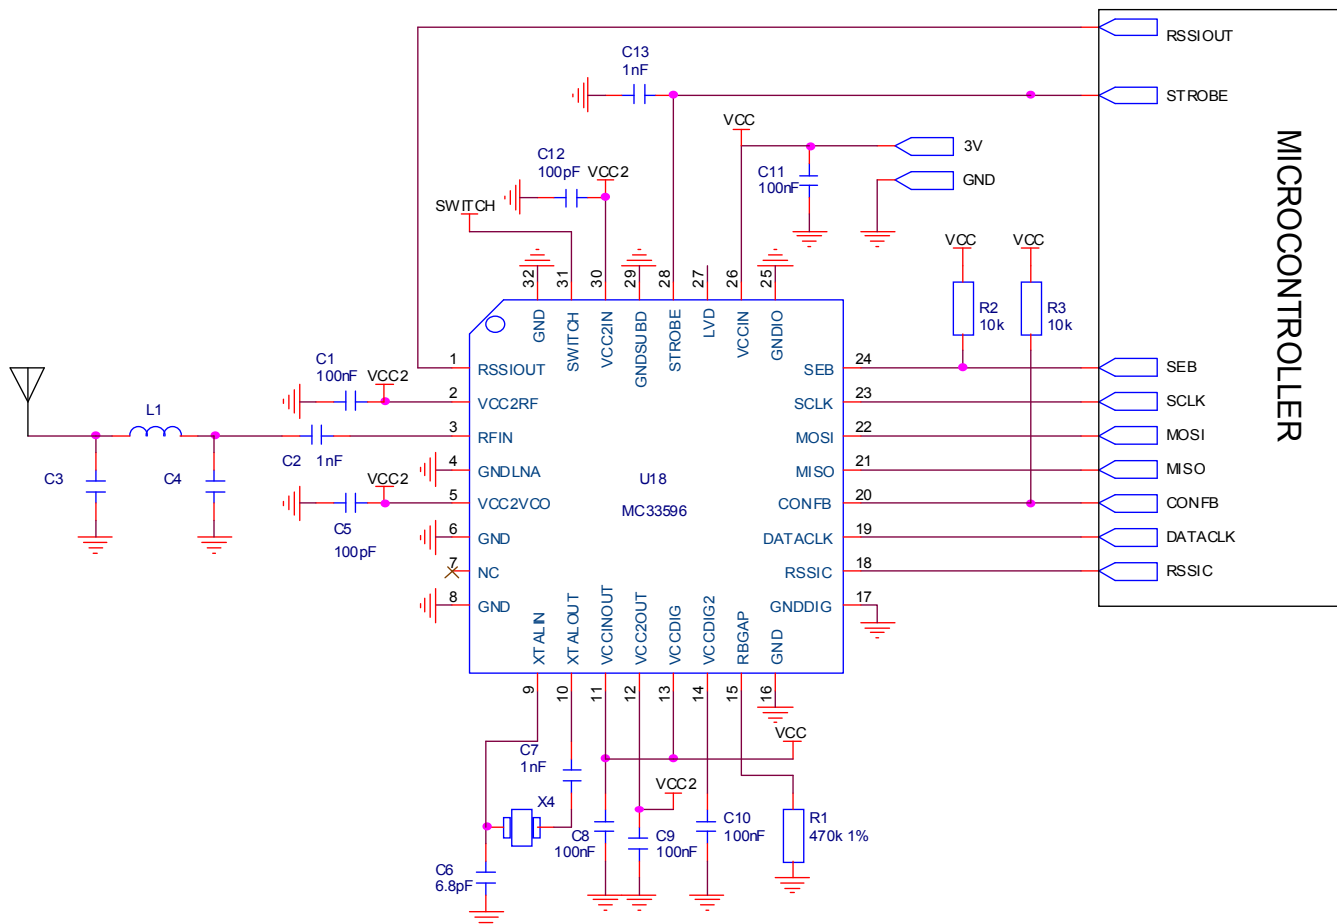 RSSIOUT
C13
1nF
STROBE
VCC
3V
C12
100pF
VCC2
C11
100nF
GND
SWITCH
MICROCONTROLLER
VCC
VCC
32
31
30
29
28
27
26
25
R2
10k
R3
10k
GND
SWITCH
VCC2IN
GNDSUBD
STROBE
LVD
VCCIN
GNDIO
C1
100nF
VCC2
1
RSSIOUT
SEB
24
SEB
2
VCC2RF
SCLK
23
SCLK
L1
C2
1nF
3
RFIN
MOSI
22
MOSI
C3
C4
4
GNDLNA
U18
MISO
21
MISO
VCC2
5
VCC2VCO
MC33596
CONFB
20
CONFB
C5
100pF
6
GND
DATACLK
19
DATACLK
7
NC
RSSIC
18
RSSIC
8
GND
GNDDIG
17
XTALIN
XTALOUT
VCCINOUT
VCC2OUT
VCCDIG
VCCDIG2
RBGAP
GND
9
10
11
12
13
14
15
16
VCC
C7
1nF
VCC2
X4
C8
100nF
C9
100nF
C10
100nF
R1
470k 1%
C6
6.8pF